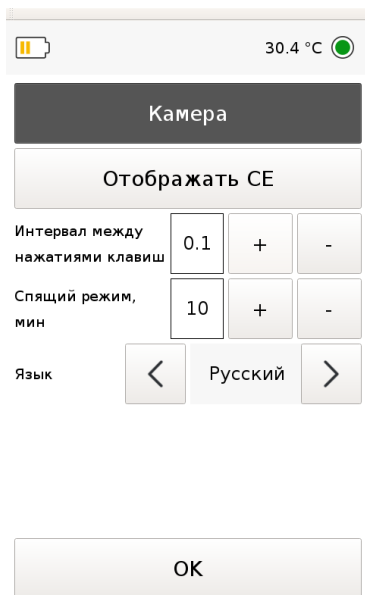 30.4 °C
Камера
Отображать CE
Интервал между
нажатиями клавиш
0.1
+
-
Спящий режим,
мин
10
+
-
Язык
Русский
OK